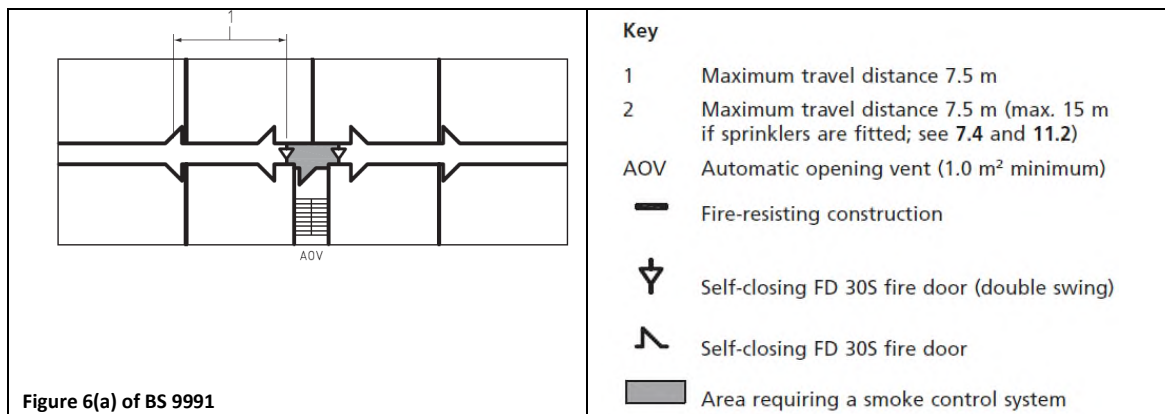 1
AOV
Figure 6(a) of BS 9991
Key
1 Maximum travel distance 7.5 m
2 Maximum travel distance 7.5 m (max. 15 m
if sprinklers are fitted; see 7.4 and 11.2)
AOV Automatic opening vent (1.0 m² minimum)
Fire-resisting construction
Self-closing FD 30S fire door (double swing)
Self-closing FD 30S fire door
Area requiring a smoke control system